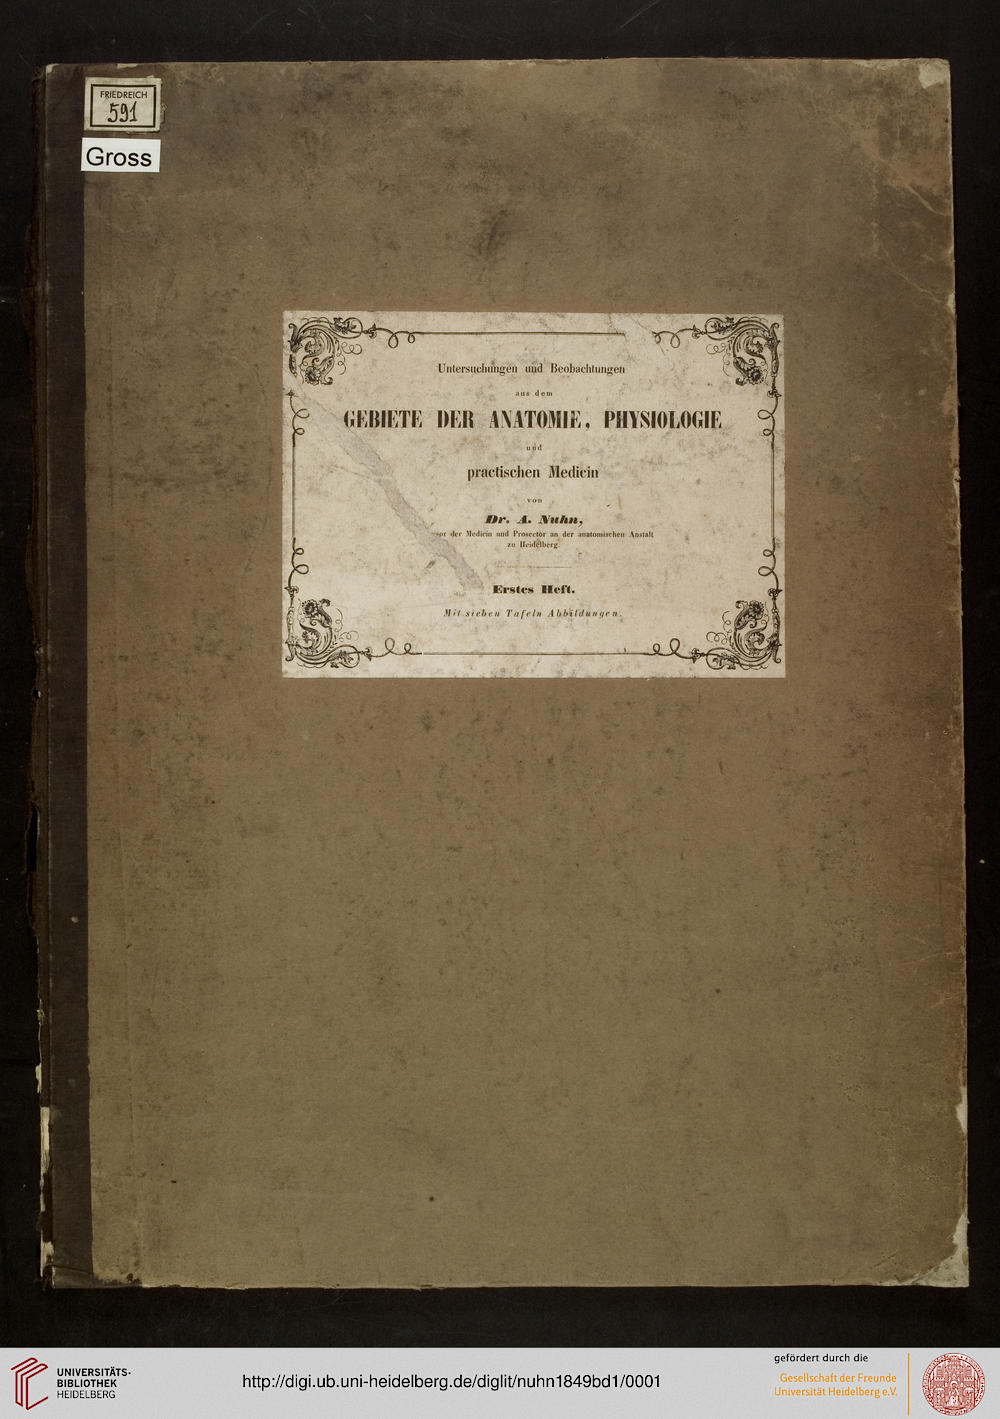 FRIEDREICH
591
Gross
Untersuchungen und Beobachtungen
aus dem
GEBIETE DER ANATOMIE, PHYSIOLOGIE
und
practischen Medicin
von
Dr. A. Nuhn,
der Medicin und Prosector an der anatomischen Anstalt
zu Heidelberg.
Erstes Heft.
Mit sieben Tafeln Abbildungen.
UNIVERSITÄTS-
BIBLIOTHEK
HEIDELBERG
http://digi.ub.uni-heidelberg.de/diglit/nuhn1849bd1/0001
gefördert durch die
Gesellschaft der Freunde
Universität Heidelberg e.V.